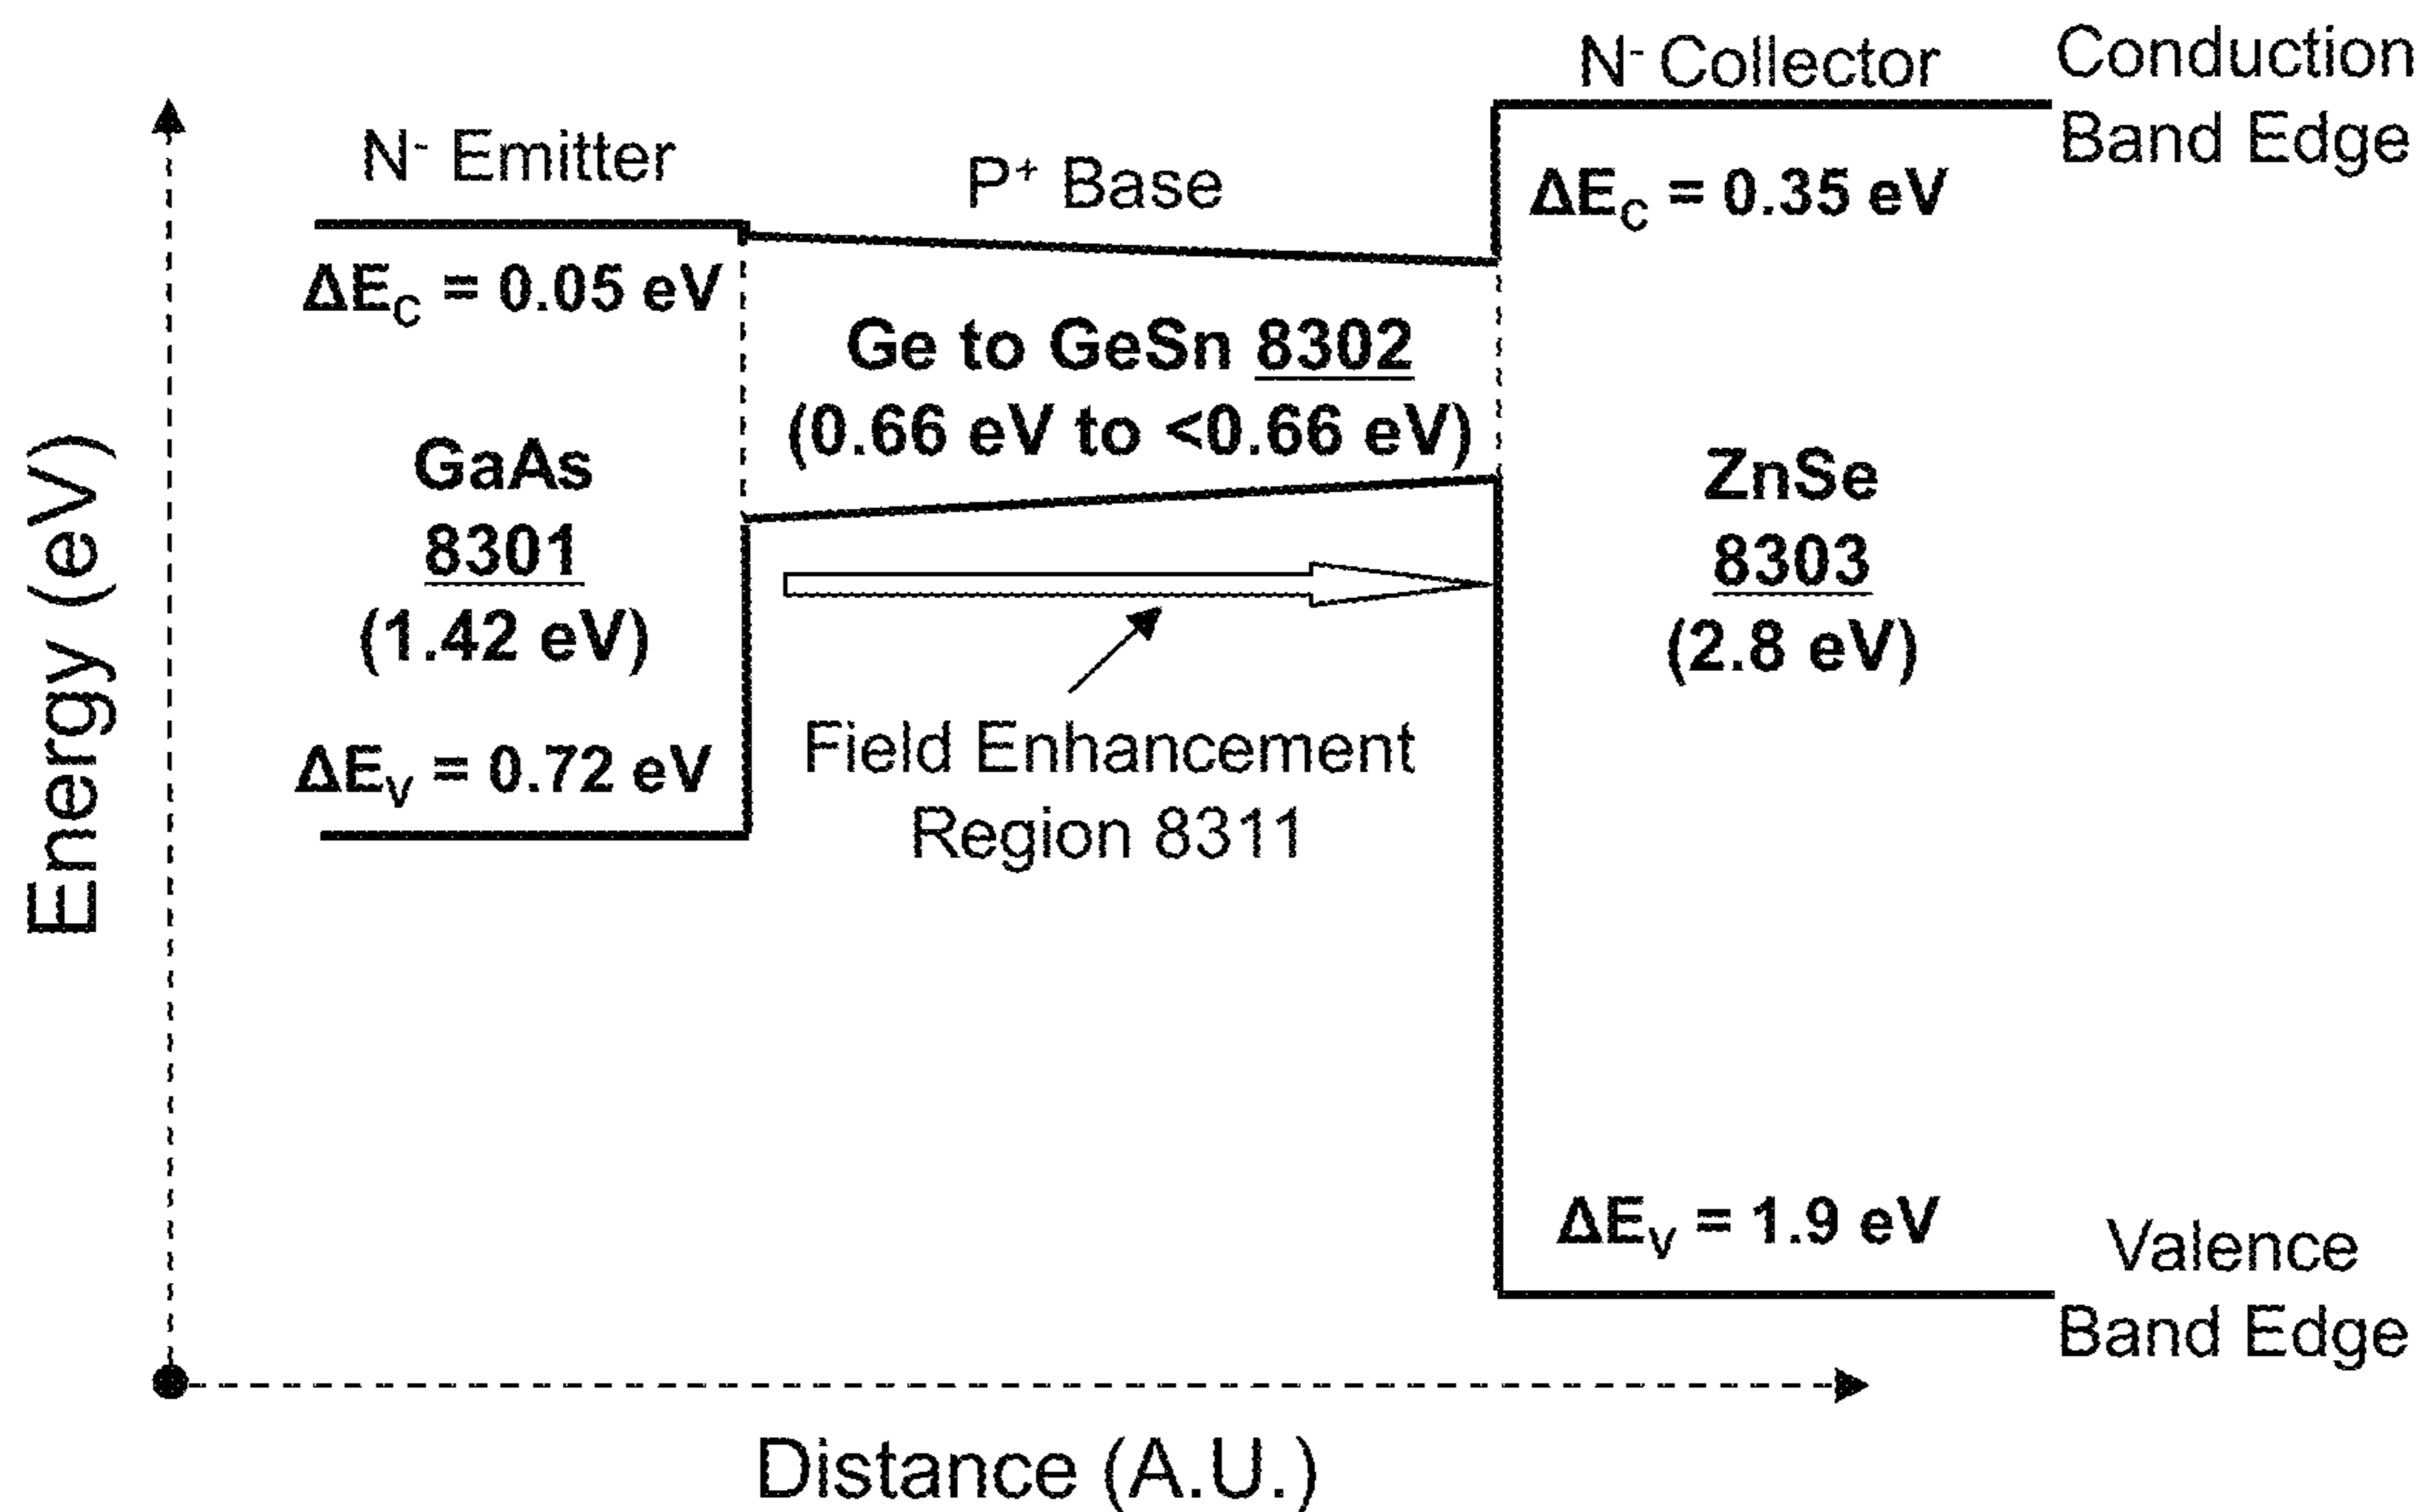 N⁻ Collector
Conduction
Band Edge
N⁻ Emitter
P⁺ Base
ΔE_C = 0.35 eV
ΔE_C = 0.05 eV
Ge to GeSn 8302
(0.66 eV to <0.66 eV)
GaAs
8301
(1.42 eV)
ZnSe
8303
(2.8 eV)
Energy (eV)
ΔE_V = 0.72 eV
Field Enhancement
Region 8311
ΔE_V = 1.9 eV
Valence
Band Edge
Distance (A.U.)